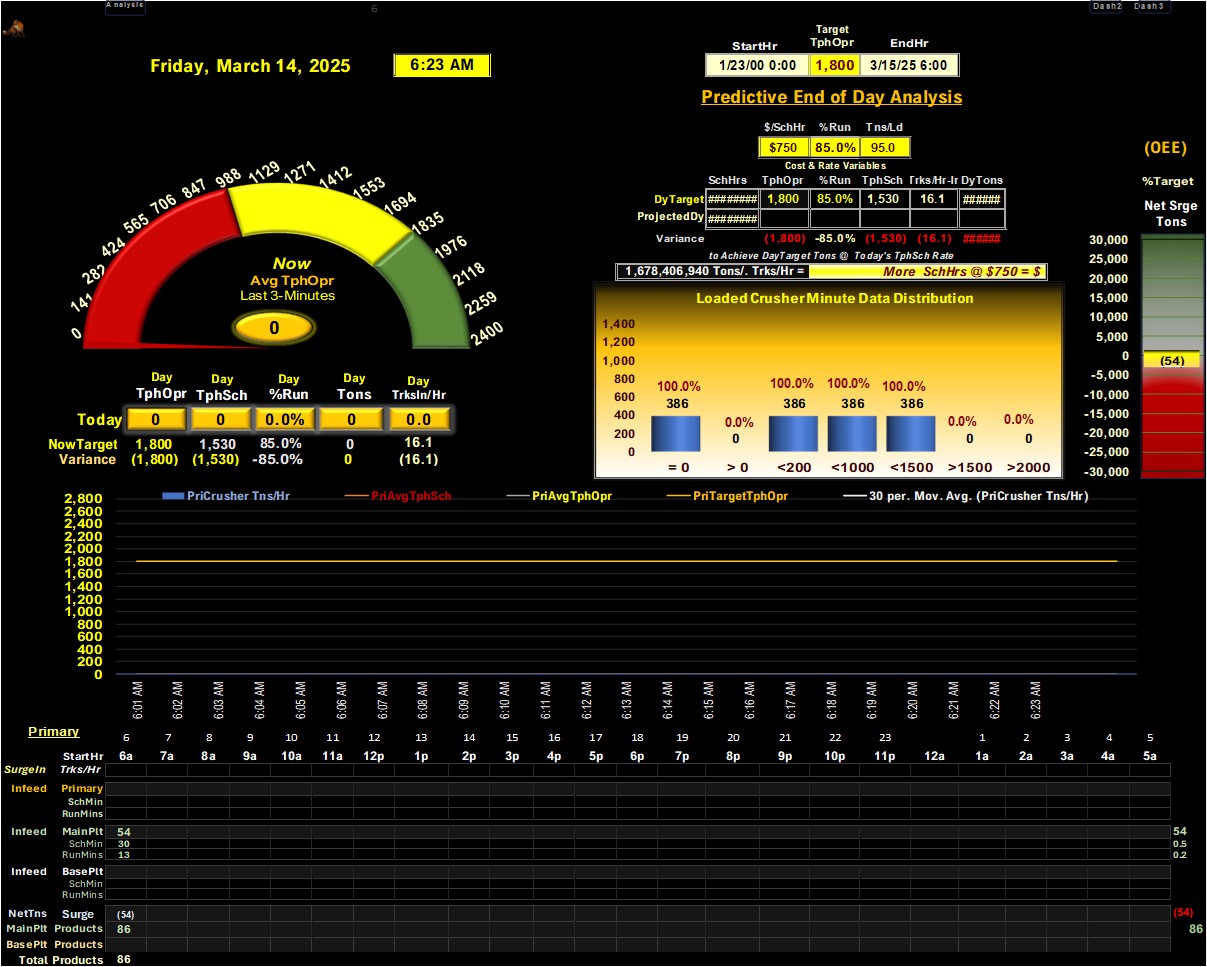 Analysis
6
Dash2 Dash3
Friday, March 14, 2025
6:23 AM
StartHr Target TphOpr EndHr
1/23/00 0:00 1,800 3/15/25 6:00
Predictive End of Day Analysis
$/SchHr %Run Tns/Ld
$750 85.0% 95.0
Cost & Rate Variables
SchHrs TphOpr %Run TphSch Trks/Hr-Ir DyTons
DyTarget ######## 1,800 85.0% 1,530 16.1 ######
ProjectedDy ########
Variance (1,800) -85.0% (1,530) (16.1) ######
to Achieve DayTarget Tons @ Today's TphSch Rate
1,678,406,940 Tons/. Trks/Hr = More SchHrs @ $750 = $
(OEE)
%Target
Net Srge
Tons
30,000
25,000
20,000
15,000
10,000
5,000
0
(54)
-5,000
-10,000
-15,000
-20,000
-25,000
-30,000
0 141 282 424 565 706 847 988 1129 1271 1412 1553 1694 1835 1976 2118 2259 2400
Now
Avg TphOpr
Last 3-Minutes
0
Day Day Day Day Day
TphOpr TphSch %Run Tons TrksIn/Hr
Today 0 0 0.0% 0 0.0
NowTarget 1,800 1,530 85.0% 0 16.1
Variance (1,800) (1,530) -85.0% 0 (16.1)
Loaded Crusher Minute Data Distribution
1,400
1,200
1,000
800
600
400
200
0
100.0% 0.0% 100.0% 100.0% 100.0% 0.0% 0.0%
386 0 386 386 386 0 0
= 0 > 0 <200 <1000 <1500 >1500 >2000
PriCrusher Tns/Hr PriAvgTphSch PriAvgTphOpr PriTargetTphOpr 30 per. Mov. Avg. (PriCrusher Tns/Hr)
2,800
2,600
2,400
2,200
2,000
1,800
1,600
1,400
1,200
1,000
800
600
400
200
0
6:01 AM 6:02 AM 6:03 AM 6:04 AM 6:05 AM 6:06 AM 6:07 AM 6:08 AM 6:09 AM 6:10 AM 6:11 AM 6:12 AM 6:13 AM 6:14 AM 6:15 AM 6:16 AM 6:17 AM 6:18 AM 6:19 AM 6:20 AM 6:21 AM 6:22 AM 6:23 AM
Primary
6 7 8 9 10 11 12 13 14 15 16 17 18 19 20 21 22 23 1 2 3 4 5
StartHr 6a 7a 8a 9a 10a 11a 12p 1p 2p 3p 4p 5p 6p 7p 8p 9p 10p 11p 12a 1a 2a 3a 4a 5a
SurgeIn Trks/Hr
Infeed Primary
SchMin
RunMins
Infeed MainPlt 54 54
SchMin 30 0.5
RunMins 13 0.2
Infeed BasePlt
SchMin
RunMins
NetTns Surge (54) (54)
MainPlt Products 86 86
BasePlt Products
Total Products 86